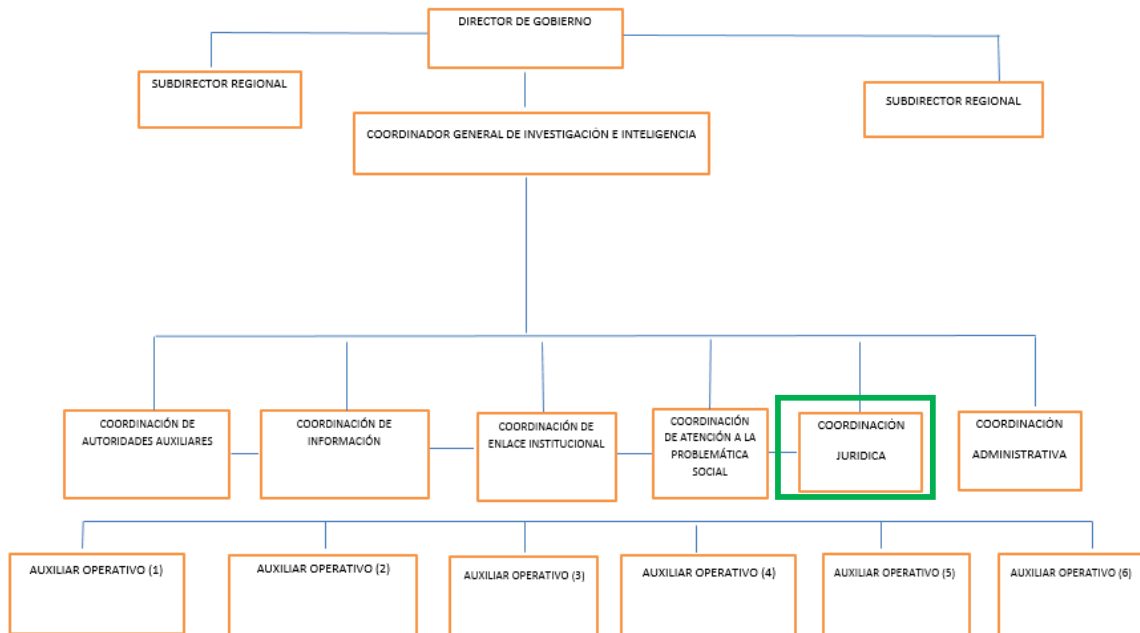 DIRECTOR DE GOBIERNO
SUBDIRECTOR REGIONAL
SUBDIRECTOR REGIONAL
COORDINADOR GENERAL DE INVESTIGACIÓN E INTELIGENCIA
COORDINACIÓN DE
AUTORIDADES AUXILIARES
COORDINACIÓN DE
INFORMACIÓN
COORDINACIÓN DE
ENLACE INSTITUCIONAL
COORDINACIÓN
DE ATENCIÓN A LA
PROBLEMÁTICA
SOCIAL
COORDINACIÓN
JURIDICA
COORDINACIÓN
ADMINISTRATIVA
AUXILIAR OPERATIVO (1)
AUXILIAR OPERATIVO (2)
AUXILIAR OPERATIVO (3)
AUXILIAR OPERATIVO (4)
AUXILIAR OPERATIVO (5)
AUXILIAR OPERATIVO (6)